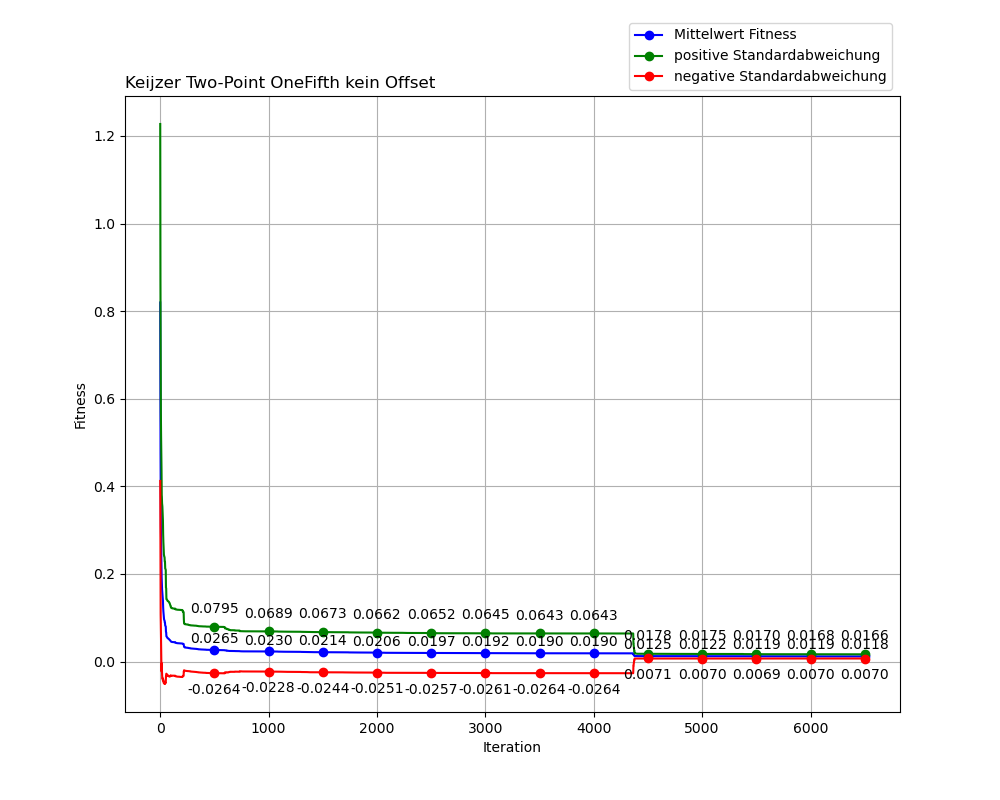 Mittelwert Fitness
positive Standardabweichung
negative Standardabweichung
Keijzer Two-Point OneFifth kein Offset
1.2
1.0
0.8
0.6
0.4
0.2
0.0
Fitness
0.0795 0.0689 0.0673 0.0662 0.0652 0.0645 0.0643 0.0643 0.0178 0.0175 0.0170 0.0168 0.0166
0.0265 0.0230 0.0214 0.0206 0.0197 0.0192 0.0190 0.0190 0.0125 0.0122 0.0119 0.0119 0.0118
-0.0264 -0.0228 -0.0244 -0.0251 -0.0257 -0.0261 -0.0264 -0.0264 0.0071 0.0070 0.0069 0.0070 0.0070
0 1000 2000 3000 4000 5000 6000
Iteration